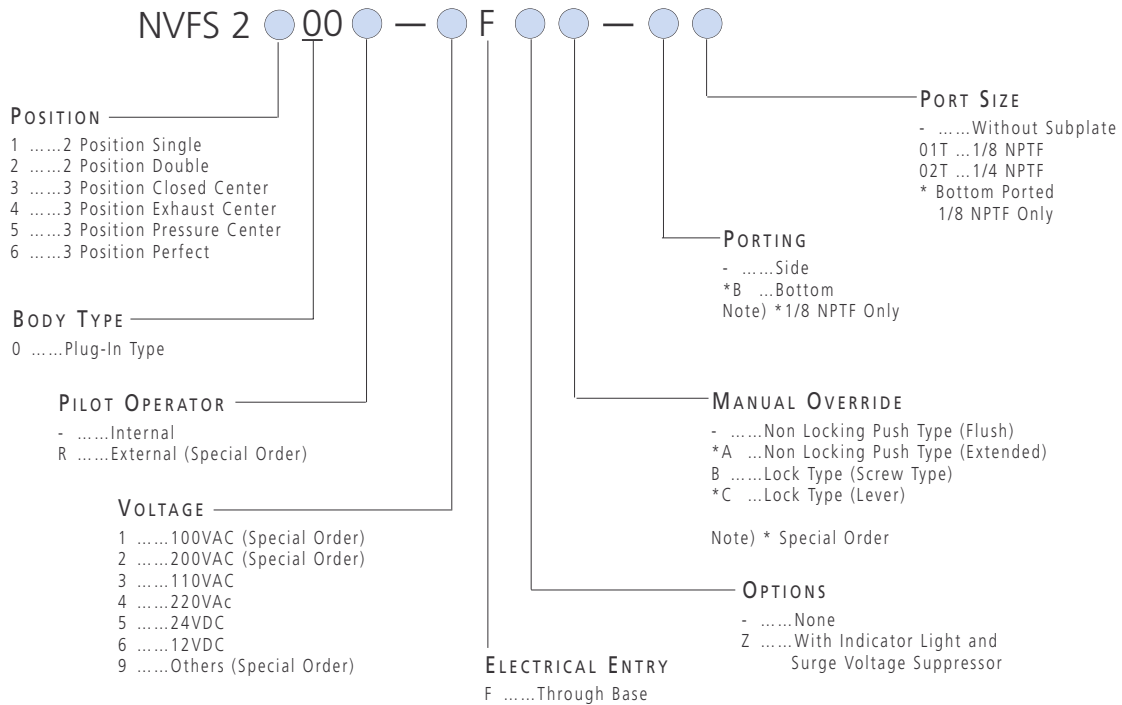 NVFS 2 00 — F — 
POSITION
1 ......2 Position Single
2 ......2 Position Double
3 ......3 Position Closed Center
4 ......3 Position Exhaust Center
5 ......3 Position Pressure Center
6 ......3 Position Perfect
BODY TYPE
0 ......Plug-In Type
PILOT OPERATOR
- ......Internal
R ......External (Special Order)
VOLTAGE
1 ......100VAC (Special Order)
2 ......200VAC (Special Order)
3 ......110VAC
4 ......220VAc
5 ......24VDC
6 ......12VDC
9 ......Others (Special Order)
ELECTRICAL ENTRY
F ......Through Base
OPTIONS
- ......None
Z ......With Indicator Light and
Surge Voltage Suppressor
MANUAL OVERRIDE
- ......Non Locking Push Type (Flush)
*A ...Non Locking Push Type (Extended)
B ......Lock Type (Screw Type)
*C ...Lock Type (Lever)
Note) * Special Order
PORTING
- ......Side
*B ...Bottom
Note) *1/8 NPTF Only
PORT SIZE
- ......Without Subplate
01T ...1/8 NPTF
02T ...1/4 NPTF
* Bottom Ported
1/8 NPTF Only